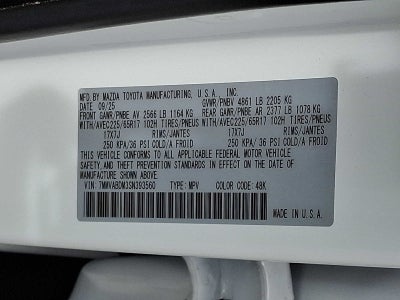 MFD. BY MAZDA TOYOTA MANUFACTURING, U.S.A., INC.
DATE 09/25 GVWR/PNBV 4861 LB 2205 KG
FRONT GAWR/PNBE AV 2566 LB 1164 KG REAR GAWR/PNBE AR 2377 LB 1078 KG
WITH/AVEC225/65R17 102H TIRES/PNEUS WITH/AVEC225/65R17 102H TIRES/PNEUS
17X7J RIMS/JANTES 17X7J RIMS/JANTES
250 KPA/36 PSI COLD/A FROID 250 KPA/36 PSI COLD/A FROID
THIS VEHICLE CONFORMS TO ALL APPLICABLE FEDERAL MOTOR VEHICLE
SAFETY AND THEFT PREVENTION STANDARDS IN EFFECT ON THE DATE OF
MANUFACTURE SHOWN ABOVE.
VIN: 7MMVABDM3SN393560 TYPE: MPV COLOR CODE: 48K
MADE IN U.S.A.